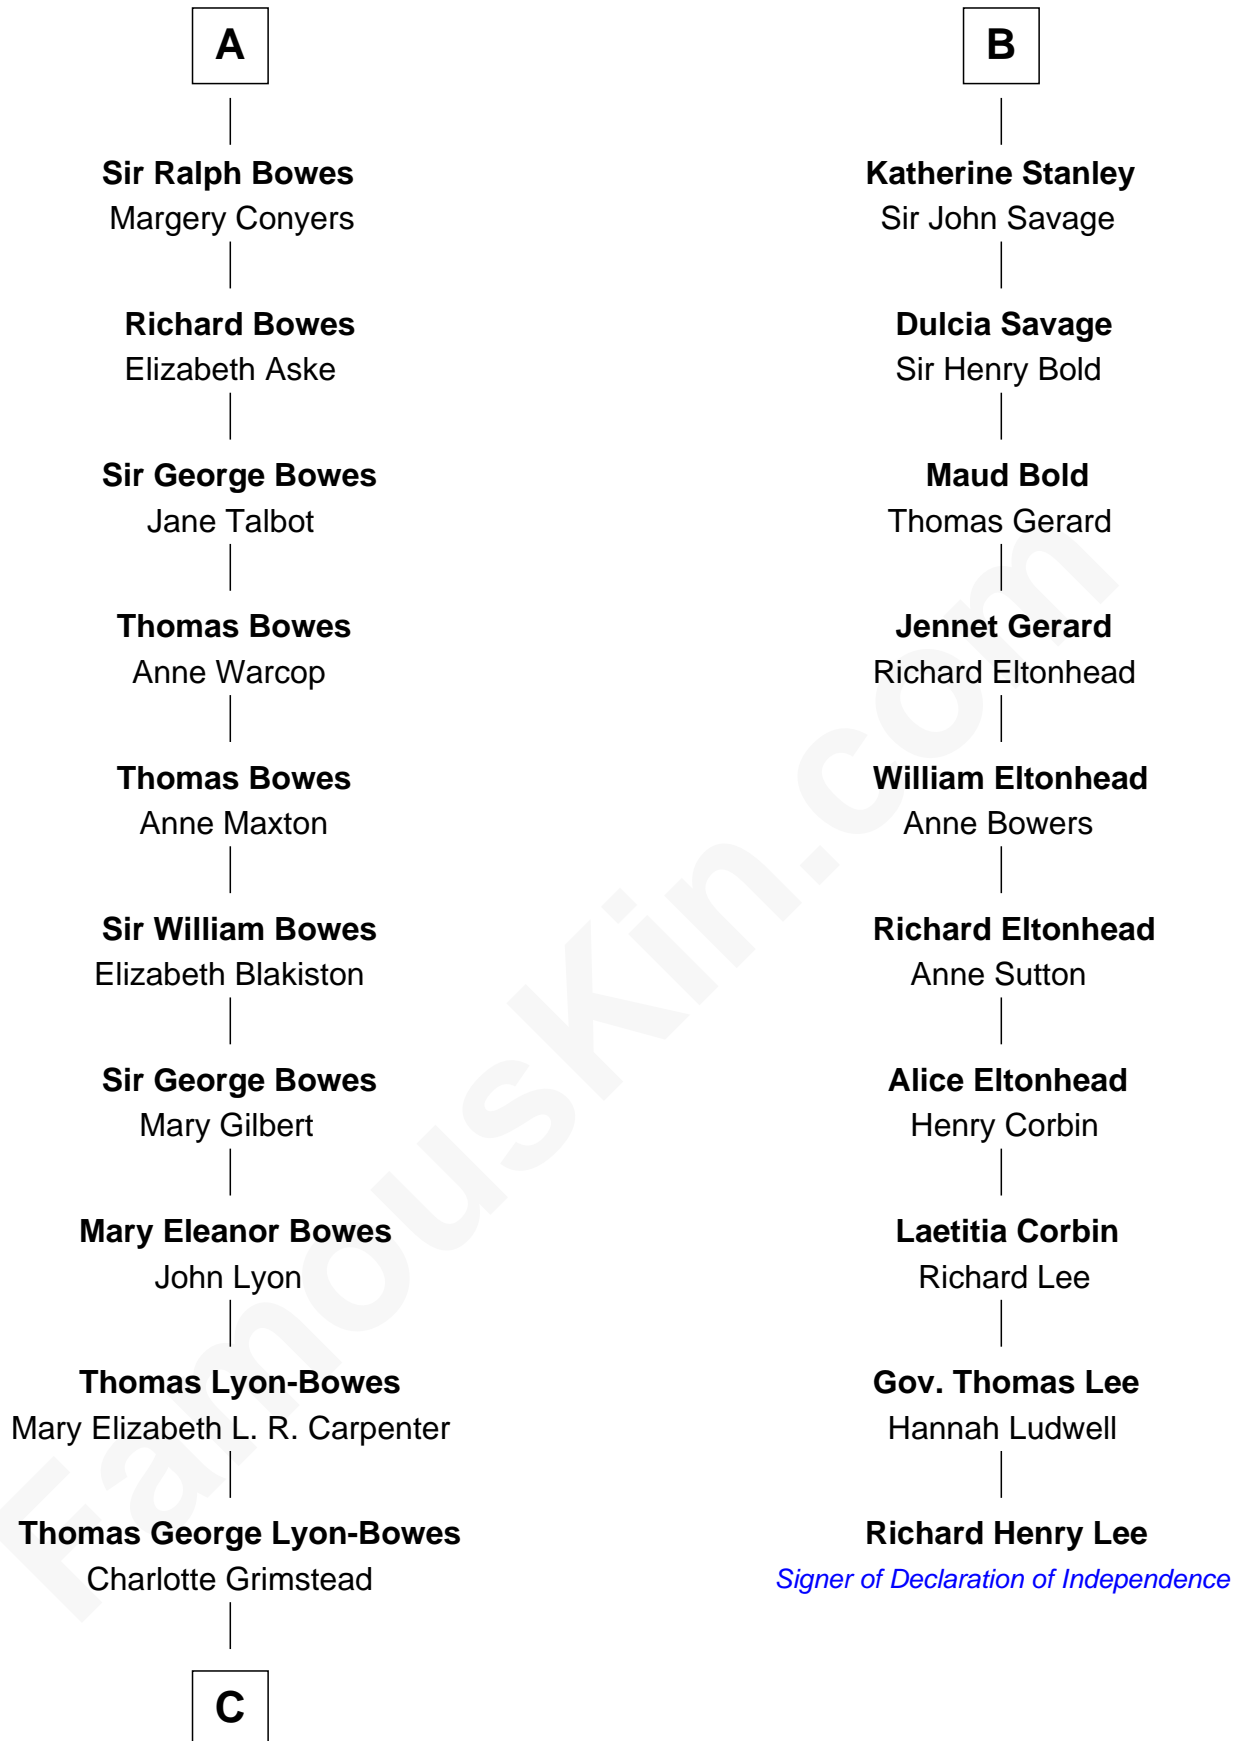 A
Sir Ralph Bowes
Margery Conyers
Richard Bowes
Elizabeth Aske
Sir George Bowes
Jane Talbot
Thomas Bowes
Anne Warcop
Thomas Bowes
Anne Maxton
Sir William Bowes
Elizabeth Blakiston
Sir George Bowes
Mary Gilbert
Mary Eleanor Bowes
John Lyon
Thomas Lyon-Bowes
Mary Elizabeth L. R. Carpenter
Thomas George Lyon-Bowes
Charlotte Grimstead
C
B
Katherine Stanley
Sir John Savage
Dulcia Savage
Sir Henry Bold
Maud Bold
Thomas Gerard
Jennet Gerard
Richard Eltonhead
William Eltonhead
Anne Bowers
Richard Eltonhead
Anne Sutton
Alice Eltonhead
Henry Corbin
Laetitia Corbin
Richard Lee
Gov. Thomas Lee
Hannah Ludwell
Richard Henry Lee
Signer of Declaration of Independence
FamousKin.com